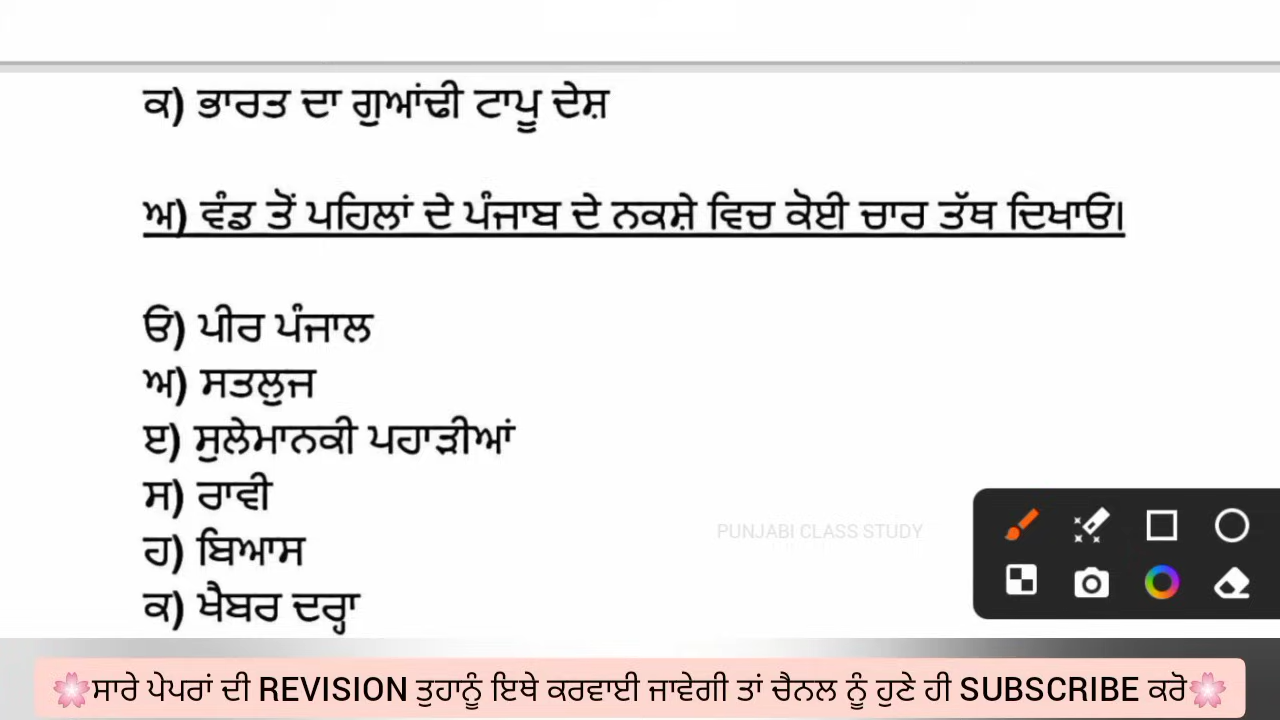 ਕ) ਭਾਰਤ ਦਾ ਗੁਆਂਢੀ ਟਾਪੂ ਦੇਸ਼
ਅ) ਵੰਡ ਤੋਂ ਪਹਿਲਾਂ ਦੇ ਪੰਜਾਬ ਦੇ ਨਕਸ਼ੇ ਵਿਚ ਕੋਈ ਚਾਰ ਤੱਥ ਦਿਖਾਓ।
ਓ) ਪੀਰ ਪੰਜਾਲ
ਅ) ਸਤਲੁਜ
ੲ) ਸੁਲੇਮਾਨਕੀ ਪਹਾੜੀਆਂ
ਸ) ਰਾਵੀ
ਹ) ਬਿਆਸ
ਕ) ਖੈਬਰ ਦਰ੍ਹਾ
PUNJABI CLASS STUDY
🌸ਸਾਰੇ ਪੇਪਰਾਂ ਦੀ REVISION ਤੁਹਾਨੂੰ ਇਥੇ ਕਰਵਾਈ ਜਾਵੇਗੀ ਤਾਂ ਚੈਨਲ ਨੂੰ ਹੁਣੇ ਹੀ SUBSCRIBE ਕਰੋ🌸